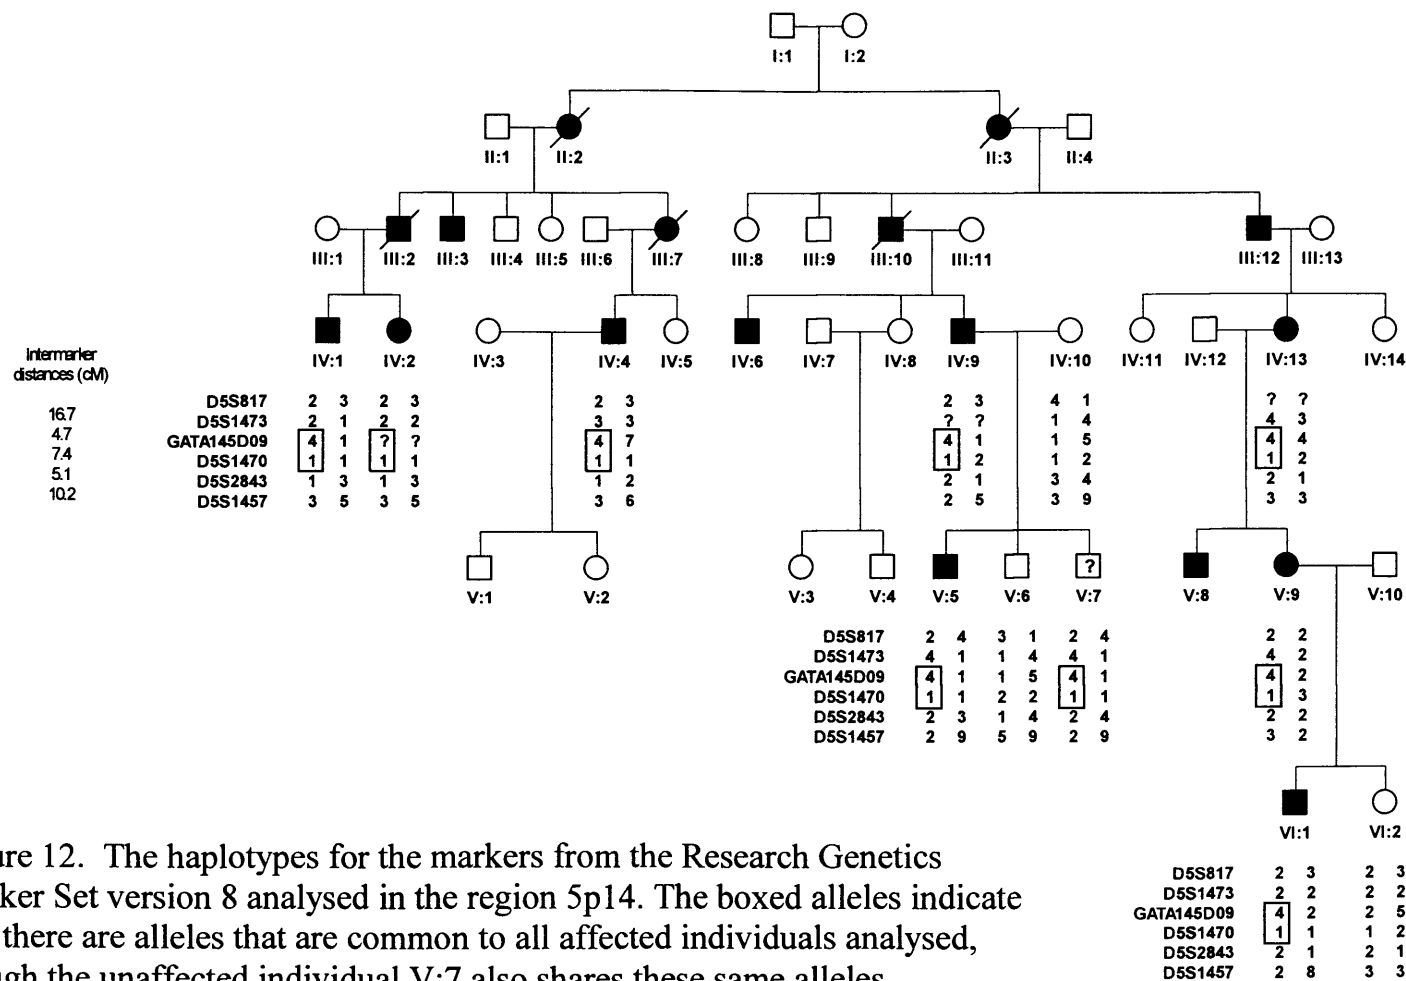 I:1 I:2
II:1 II:2 II:3 II:4
III:1 III:2 III:3 III:4 III:5 III:6 III:7 III:8 III:9 III:10 III:11 III:12 III:13
IV:1 IV:2 IV:3 IV:4 IV:5 IV:6 IV:7 IV:8 IV:9 IV:10 IV:11 IV:12 IV:13 IV:14
Intermarker
distances (cM)
16.7
4.7
7.4
5.1
10.2
D5S817 2 3 2 3 2 3 2 3 4 1 ? ?
D5S1473 2 1 2 2 3 3 ? ? 1 4 4 3
GATA145D09 4 1 ? ? 4 7 4 1 1 5 4 4
D5S1470 1 1 1 1 1 1 1 2 1 2 1 2
D5S2843 1 3 1 3 1 2 2 1 3 4 2 1
D5S1457 3 5 3 5 3 6 2 5 3 9 3 3
?
V:1 V:2 V:3 V:4 V:5 V:6 V:7 V:8 V:9 V:10
D5S817 2 4 3 1 2 4 2 2
D5S1473 4 1 1 4 4 1 4 2
GATA145D09 4 1 1 5 4 1 4 2
D5S1470 1 1 2 2 1 1 1 3
D5S2843 2 3 1 4 2 4 2 2
D5S1457 2 9 5 9 2 9 3 2
VI:1 VI:2
D5S817 2 3 2 3
D5S1473 2 2 2 2
GATA145D09 4 2 2 5
D5S1470 1 1 1 2
D5S2843 2 1 2 1
D5S1457 2 8 3 3
ure 12. The haplotypes for the markers from the Research Genetics
ker Set version 8 analysed in the region 5p14. The boxed alleles indicate
there are alleles that are common to all affected individuals analysed,
ugh the unaffected individual V:7 also shares these same alleles